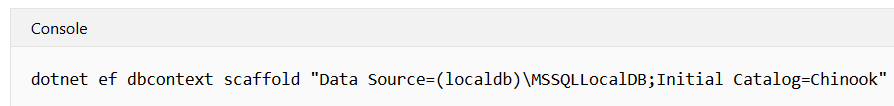 Console
dotnet ef dbcontext scaffold "Data Source=(localdb)\MSSQLLocalDB;Initial Catalog=Chinook"